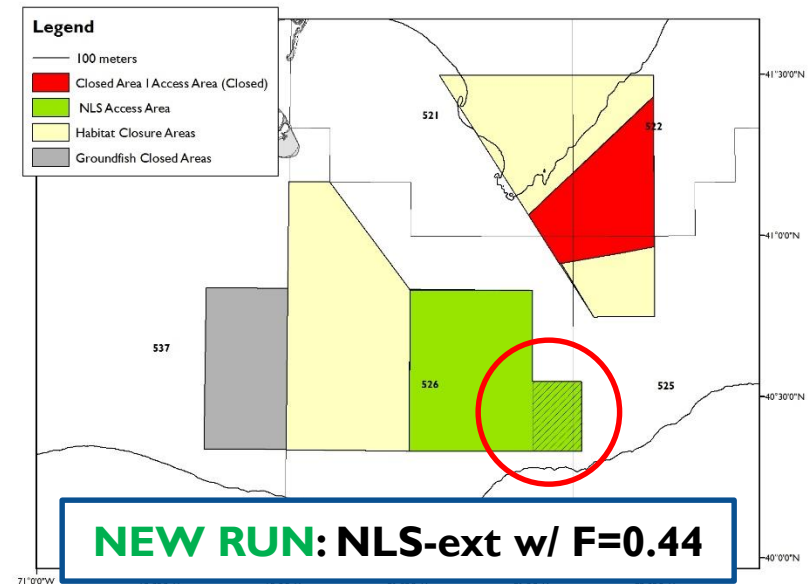 Legend
100 meters
Closed Area I Access Area (Closed)
NLS Access Area
Habitat Closure Areas
Groundfish Closed Areas
41°30'0"N
521
522
41°0'0"N
537
526
525
40°30'0"N
NEW RUN: NLS-ext w/ F=0.44
40°0'0"N
71°0'0"W